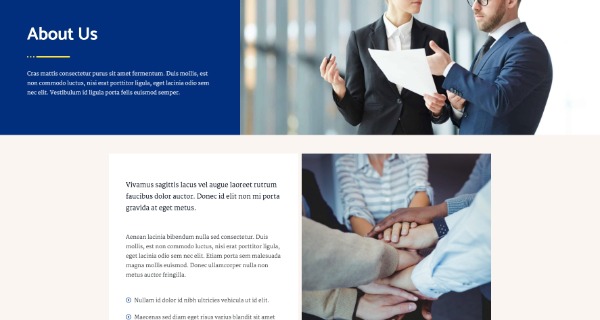 About Us
Cras mattis consectetur purus sit amet fermentum. Duis mollis, est
non commodo luctus, nisi erat porttitor ligula, eget lacinia odio sem
nec elit. Vestibulum id ligula porta felis euismod semper.
Vivamus sagittis lacus vel augue laoreet rutrum
faucibus dolor auctor. Donec id elit non mi porta
gravida at eget metus.
Aenean lacinia bibendum nulla sed consectetur. Duis
mollis, est non commodo luctus, nisi erat porttitor ligula,
eget lacinia odio sem nec elit. Etiam porta sem malesuada
magna mollis euismod. Donec ullamcorper nulla non
metus auctor fringilla.
Nullam id dolor id nibh ultricies vehicula ut id elit.
Maecenas sed diam eget risus varius blandit sit amet